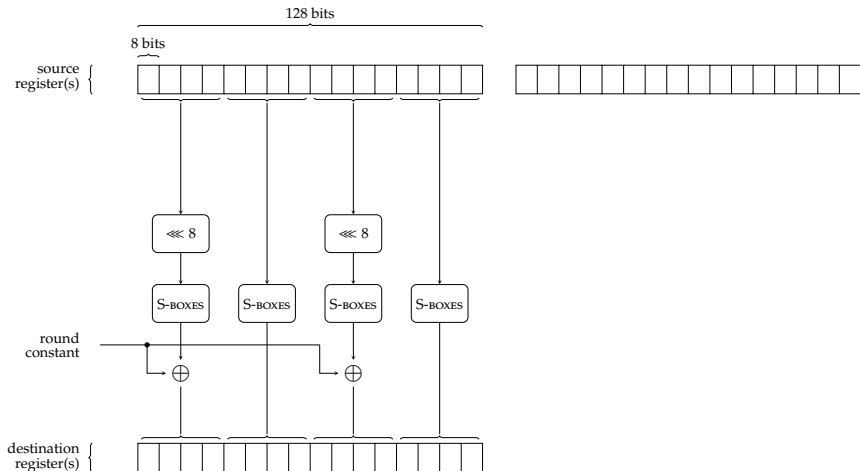 128 bits
8 bits
source
register(s)
⋘ 8
⋘ 8
S-BOXES
S-BOXES
S-BOXES
S-BOXES
round
constant
destination
register(s)